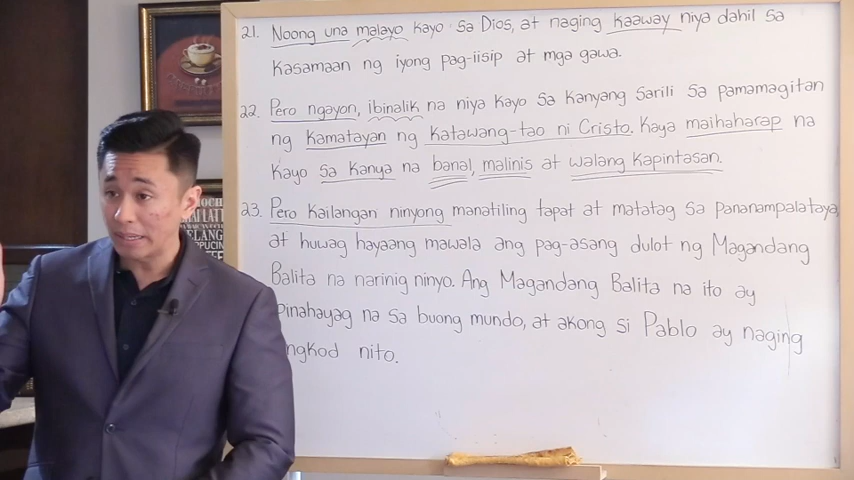 21. Noong una malayo kayo sa Dios, at naging kaaway niya dahil sa
kasamaan ng iyong pag-iisip at mga gawa.
22. Pero ngayon, ibinalik na niya kayo sa kanyang sarili sa pamamagitan
ng kamatayan ng katawang-tao ni Cristo. Kaya maihaharap na
kayo sa kanya na banal, malinis at walang kapintasan.
23. Pero kailangan ninyong manatiling tapat at matatag sa pananampalataya,
at huwag hayaang mawala ang pag-asang dulot ng Magandang
Balita na narinig ninyo. Ang Magandang Balita na ito ay
pinahayag na sa buong mundo, at akong si Pablo ay naging
ngkod nito.